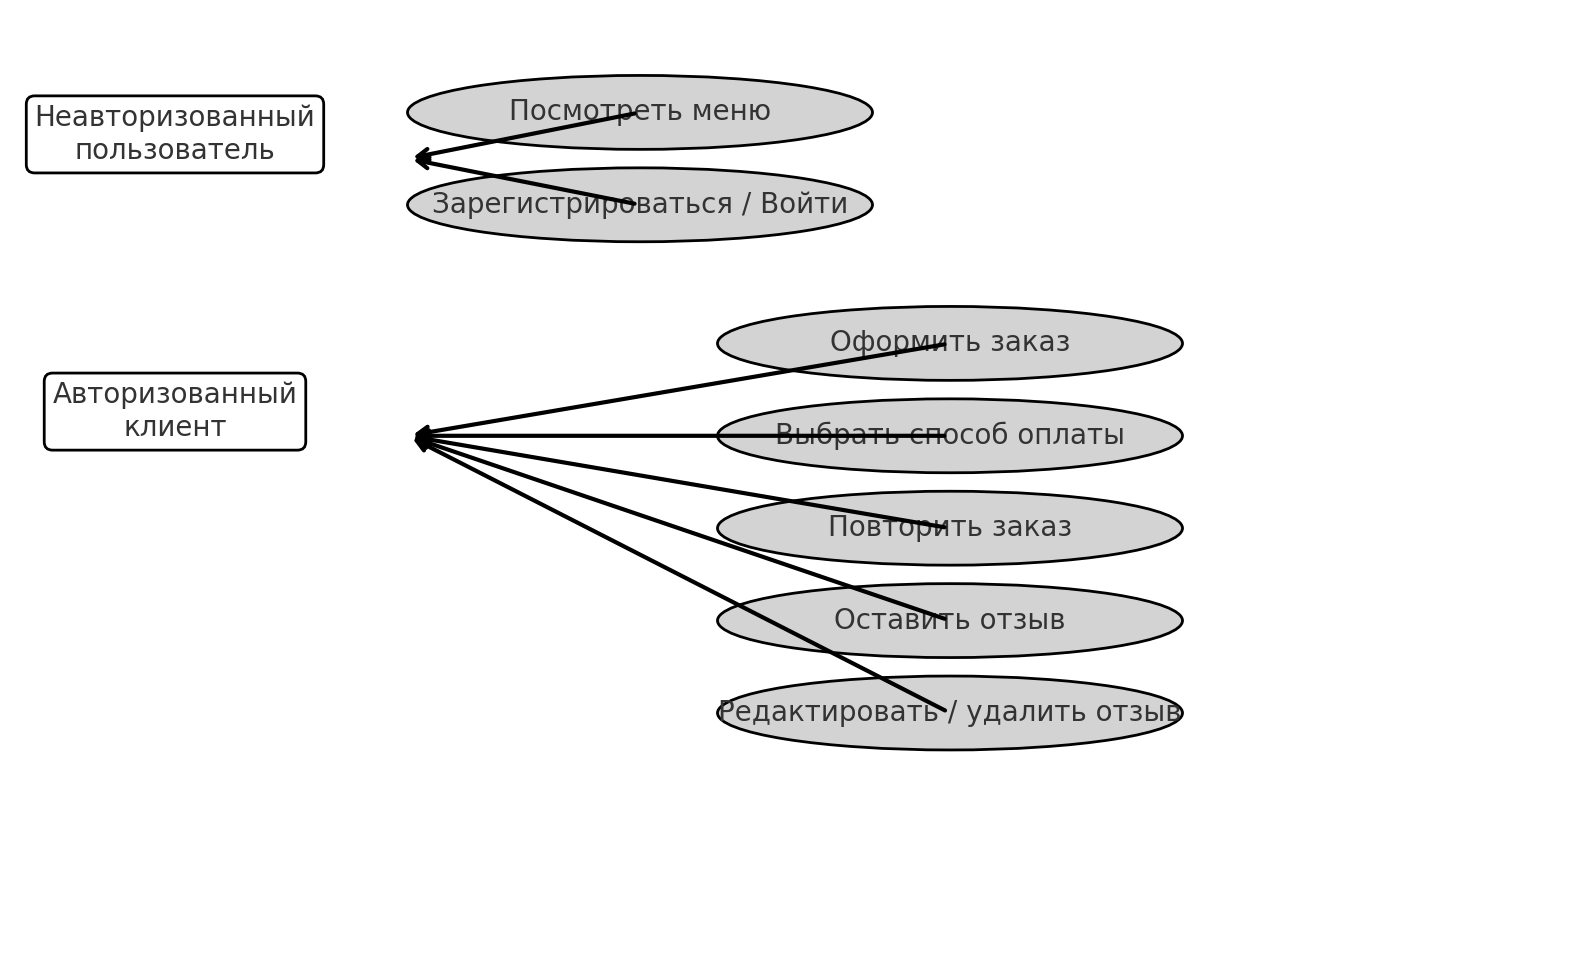 Неавторизованный
пользователь
Посмотреть меню
Зарегистрироваться / Войти
Авторизованный
клиент
Оформить заказ
Выбрать способ оплаты
Повторить заказ
Оставить отзыв
Редактировать / удалить отзыв